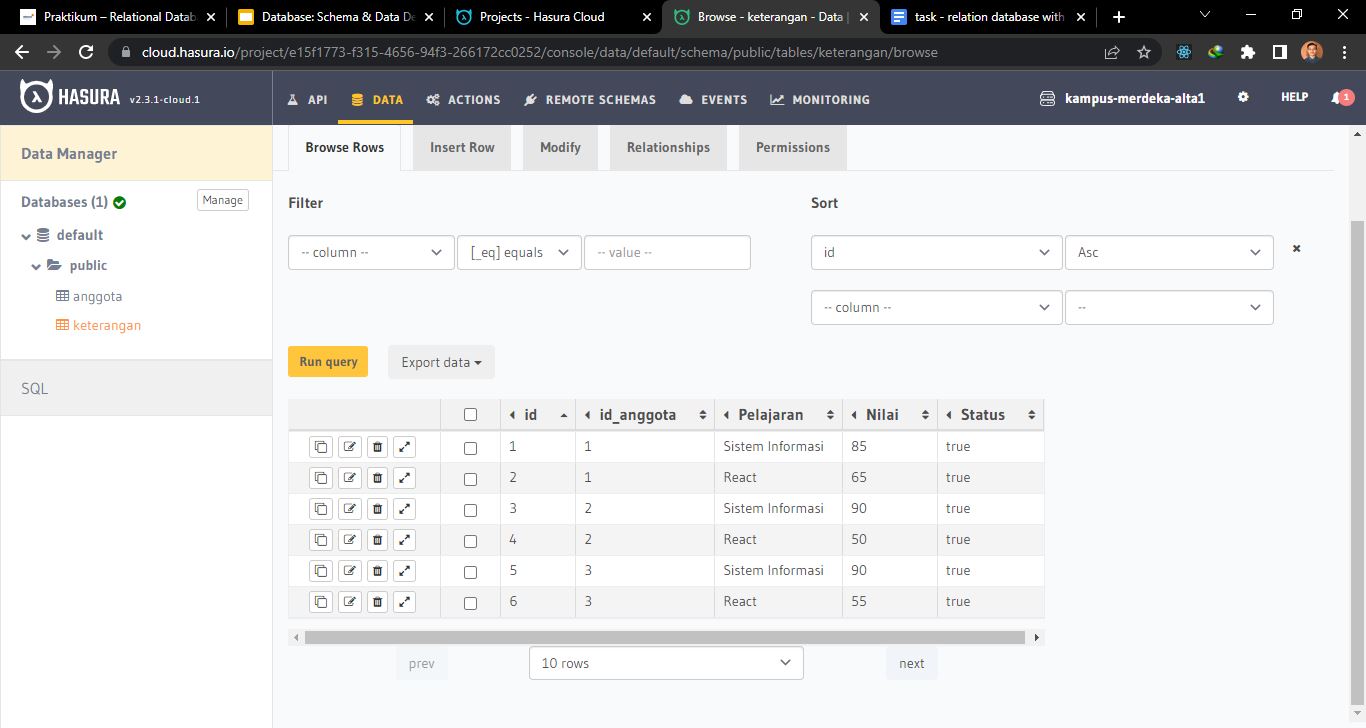 Praktikum – Relational Datab
Database: Schema & Data De
Projects - Hasura Cloud
Browse - keterangan - Data |
task - relation database with
cloud.hasura.io/project/e15f1773-f315-4656-94f3-266172cc0252/console/data/default/schema/public/tables/keterangan/browse
HASURA v2.3.1-cloud.1
API DATA ACTIONS REMOTE SCHEMAS EVENTS MONITORING
kampus-merdeka-alta1 HELP 1
Data Manager
Databases (1) Manage
default
public
anggota
keterangan
SQL
Browse Rows Insert Row Modify Relationships Permissions
Filter Sort
-- column -- [_eq] equals -- value -- id Asc
-- column -- --
Run query Export data
id id_anggota Pelajaran Nilai Status
1 1 Sistem Informasi 85 true
2 1 React 65 true
3 2 Sistem Informasi 90 true
4 2 React 50 true
5 3 Sistem Informasi 90 true
6 3 React 55 true
prev 10 rows next